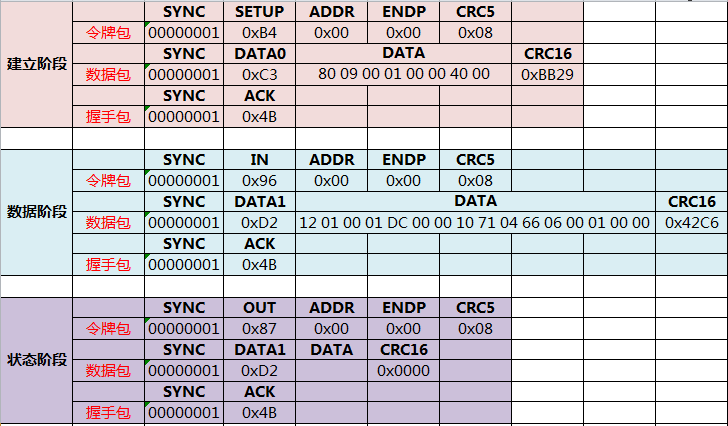 SYNC SETUP ADDR ENDP CRC5
令牌包 00000001 0xB4 0x00 0x00 0x08
建立阶段
SYNC DATA0 DATA CRC16
数据包 00000001 0xC3 80 09 00 01 00 00 40 00 0xBB29
SYNC ACK
握手包 00000001 0x4B
SYNC IN ADDR ENDP CRC5
令牌包 00000001 0x96 0x00 0x00 0x08
数据阶段
SYNC DATA1 DATA CRC16
数据包 00000001 0xD2 12 01 00 01 DC 00 00 10 71 04 66 06 00 01 00 00 0x42C6
SYNC ACK
握手包 00000001 0x4B
SYNC OUT ADDR ENDP CRC5
令牌包 00000001 0x87 0x00 0x00 0x08
状态阶段
SYNC DATA1 DATA CRC16
数据包 00000001 0xD2 0x0000
SYNC ACK
握手包 00000001 0x4B